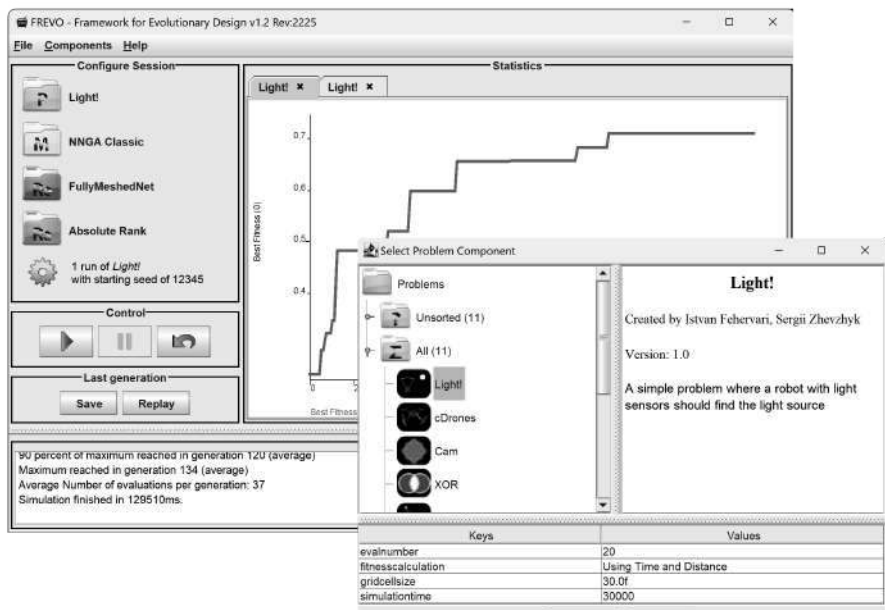 FREVO - Framework for Evolutionary Design v1.2 Rev:2225
File Components Help
Configure Session
Light!
NNGA Classic
FullyMeshedNet
Absolute Rank
1 run of Light!
with starting seed of 12345
Control
Last generation
Save Replay
Statistics
Light! × Light! ×
Best Fitness (0)
0.7
0.6
0.5
0.4
0
Best Fitness
90 percent of maximum reached in generation 120 (average)
Maximum reached in generation 134 (average)
Average Number of evaluations per generation: 37
Simulation finished in 129510ms.
Select Problem Component
Problems
Unsorted (11)
All (11)
Light!
cDrones
Cam
XOR
Light!
Created by Istvan Fehervari, Sergii Zhevzhyk
Version: 1.0
A simple problem where a robot with light
sensors should find the light source
Keys Values
evalnumber 20
fitnesscalculation Using Time and Distance
gridcellsize 30.0f
simulationtime 30000